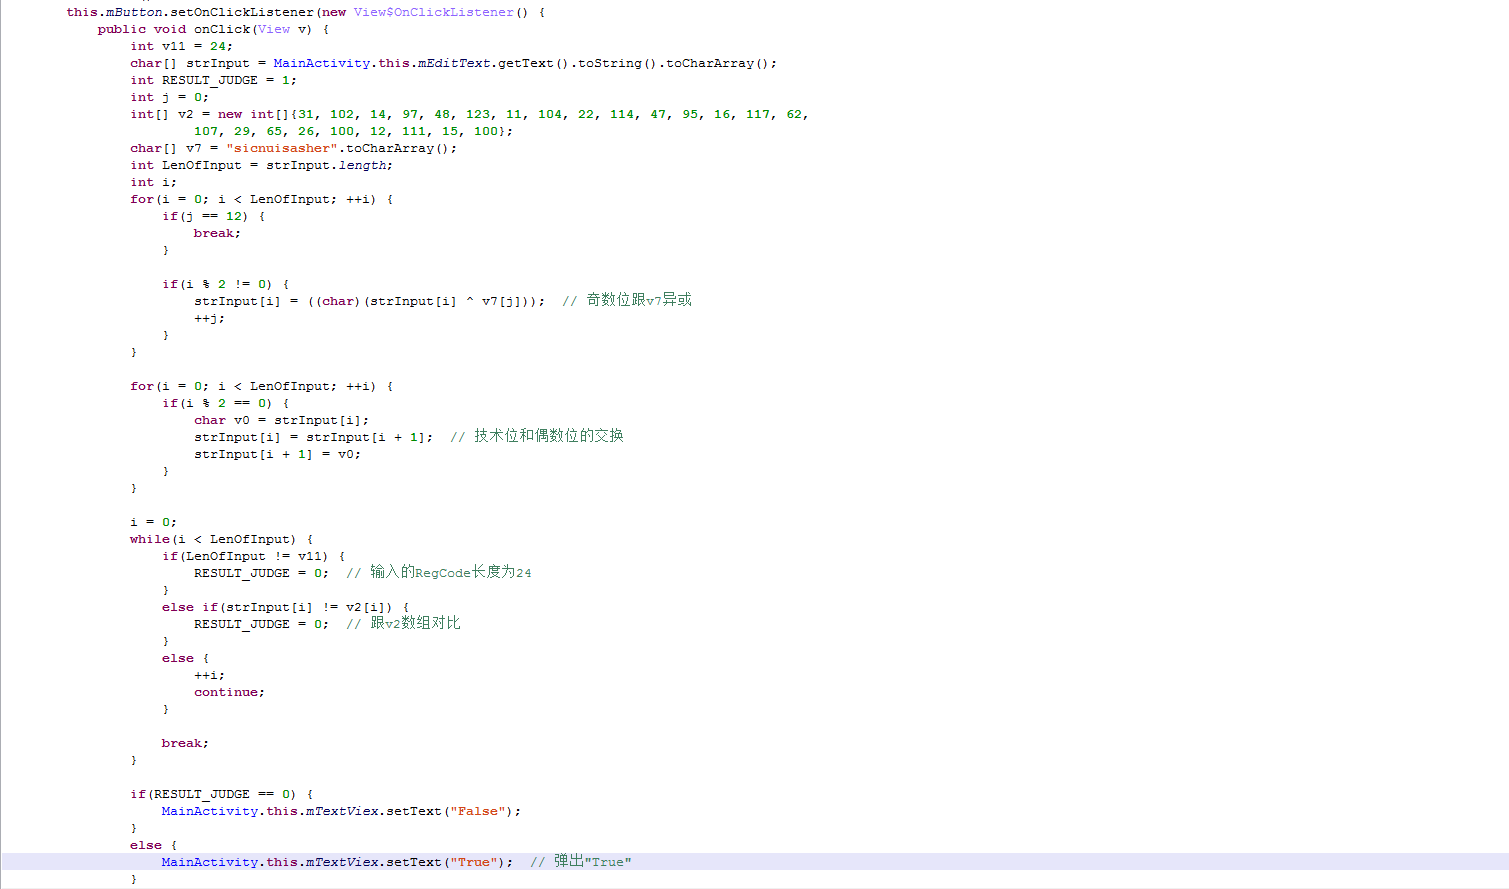 this.mButton.setOnClickListener(new View$OnClickListener() {
public void onClick(View v) {
int v11 = 24;
char[] strInput = MainActivity.this.mEditText.getText().toString().toCharArray();
int RESULT_JUDGE = 1;
int j = 0;
int[] v2 = new int[]{31, 102, 14, 97, 48, 123, 11, 104, 22, 114, 47, 95, 16, 117, 62,
107, 29, 65, 26, 100, 12, 111, 15, 100};
char[] v7 = "sicnuisasher".toCharArray();
int LenOfInput = strInput.length;
int i;
for(i = 0; i < LenOfInput; ++i) {
if(j == 12) {
break;
}
if(i % 2 != 0) {
strInput[i] = ((char)(strInput[i] ^ v7[j])); // 奇数位跟v7异或
++j;
}
}
for(i = 0; i < LenOfInput; ++i) {
if(i % 2 == 0) {
char v0 = strInput[i];
strInput[i] = strInput[i + 1]; // 技术位和偶数位的交换
strInput[i + 1] = v0;
}
}
i = 0;
while(i < LenOfInput) {
if(LenOfInput != v11) {
RESULT_JUDGE = 0; // 输入的RegCode长度为24
}
else if(strInput[i] != v2[i]) {
RESULT_JUDGE = 0; // 跟v2数组对比
}
else {
++i;
continue;
}
break;
}
if(RESULT_JUDGE == 0) {
MainActivity.this.mTextViex.setText("False");
}
else {
MainActivity.this.mTextViex.setText("True"); // 弹出"True"
}